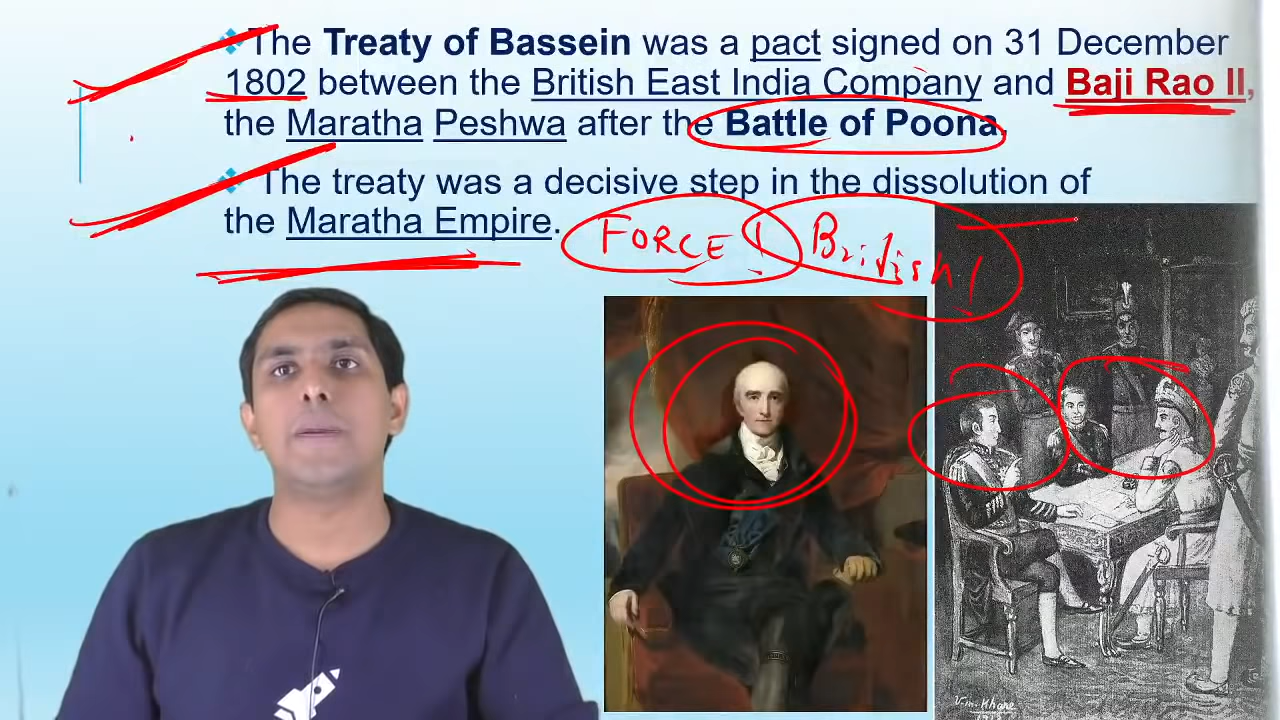 The Treaty of Bassein was a pact signed on 31 December
1802 between the British East India Company and Baji Rao II,
the Maratha Peshwa after the Battle of Poona.
The treaty was a decisive step in the dissolution of
the Maratha Empire.
FORCE! British!
V.m. Khare